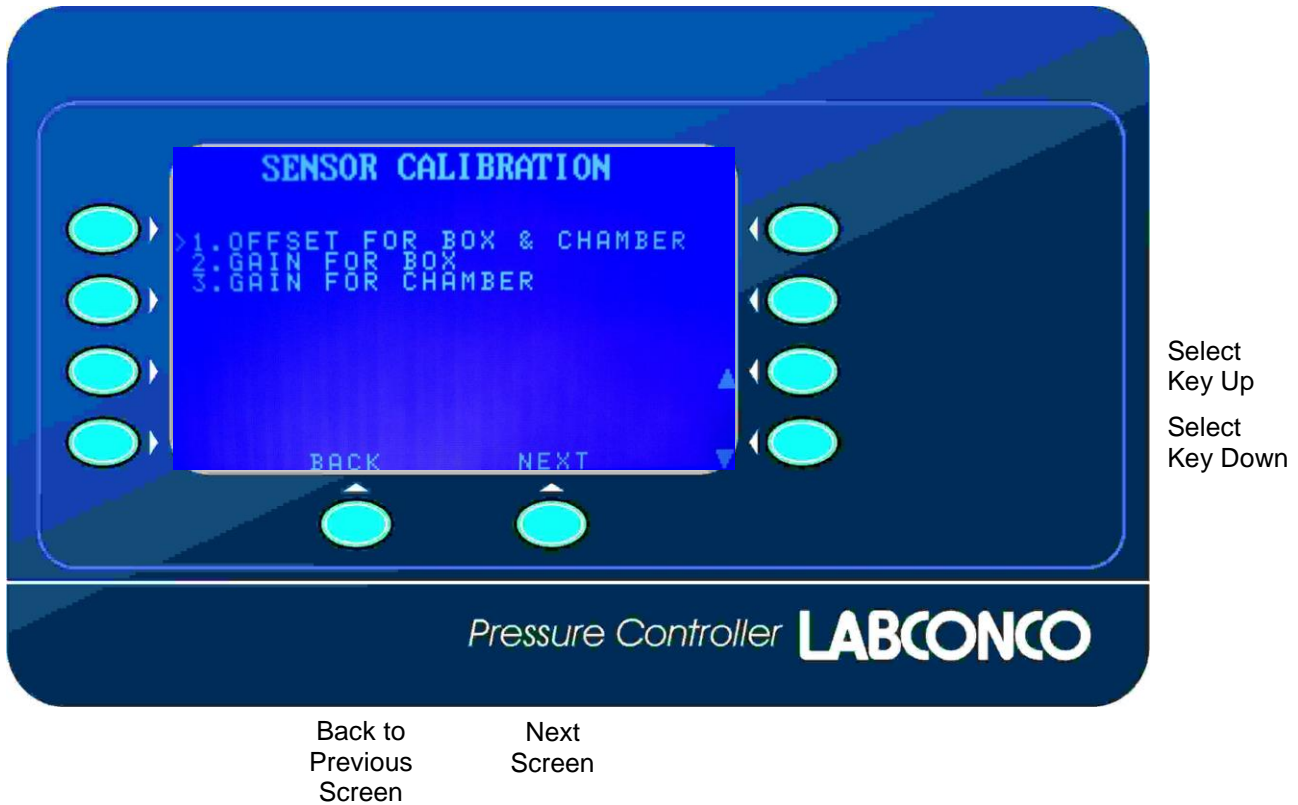 SENSOR CALIBRATION
>1.OFFSET FOR BOX & CHAMBER
2.GAIN FOR BOX
3.GAIN FOR CHAMBER
BACK NEXT
Select
Key Up
Select
Key Down
Pressure Controller LABCONCO
Back to
Previous
Screen
Next
Screen